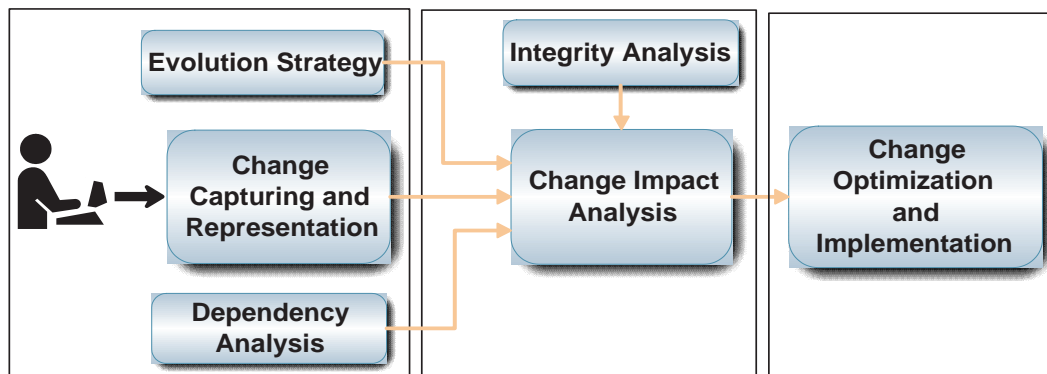 Evolution Strategy
Change
Capturing and
Representation
Dependency
Analysis
Integrity Analysis
Change Impact
Analysis
Change
Optimization
and
Implementation